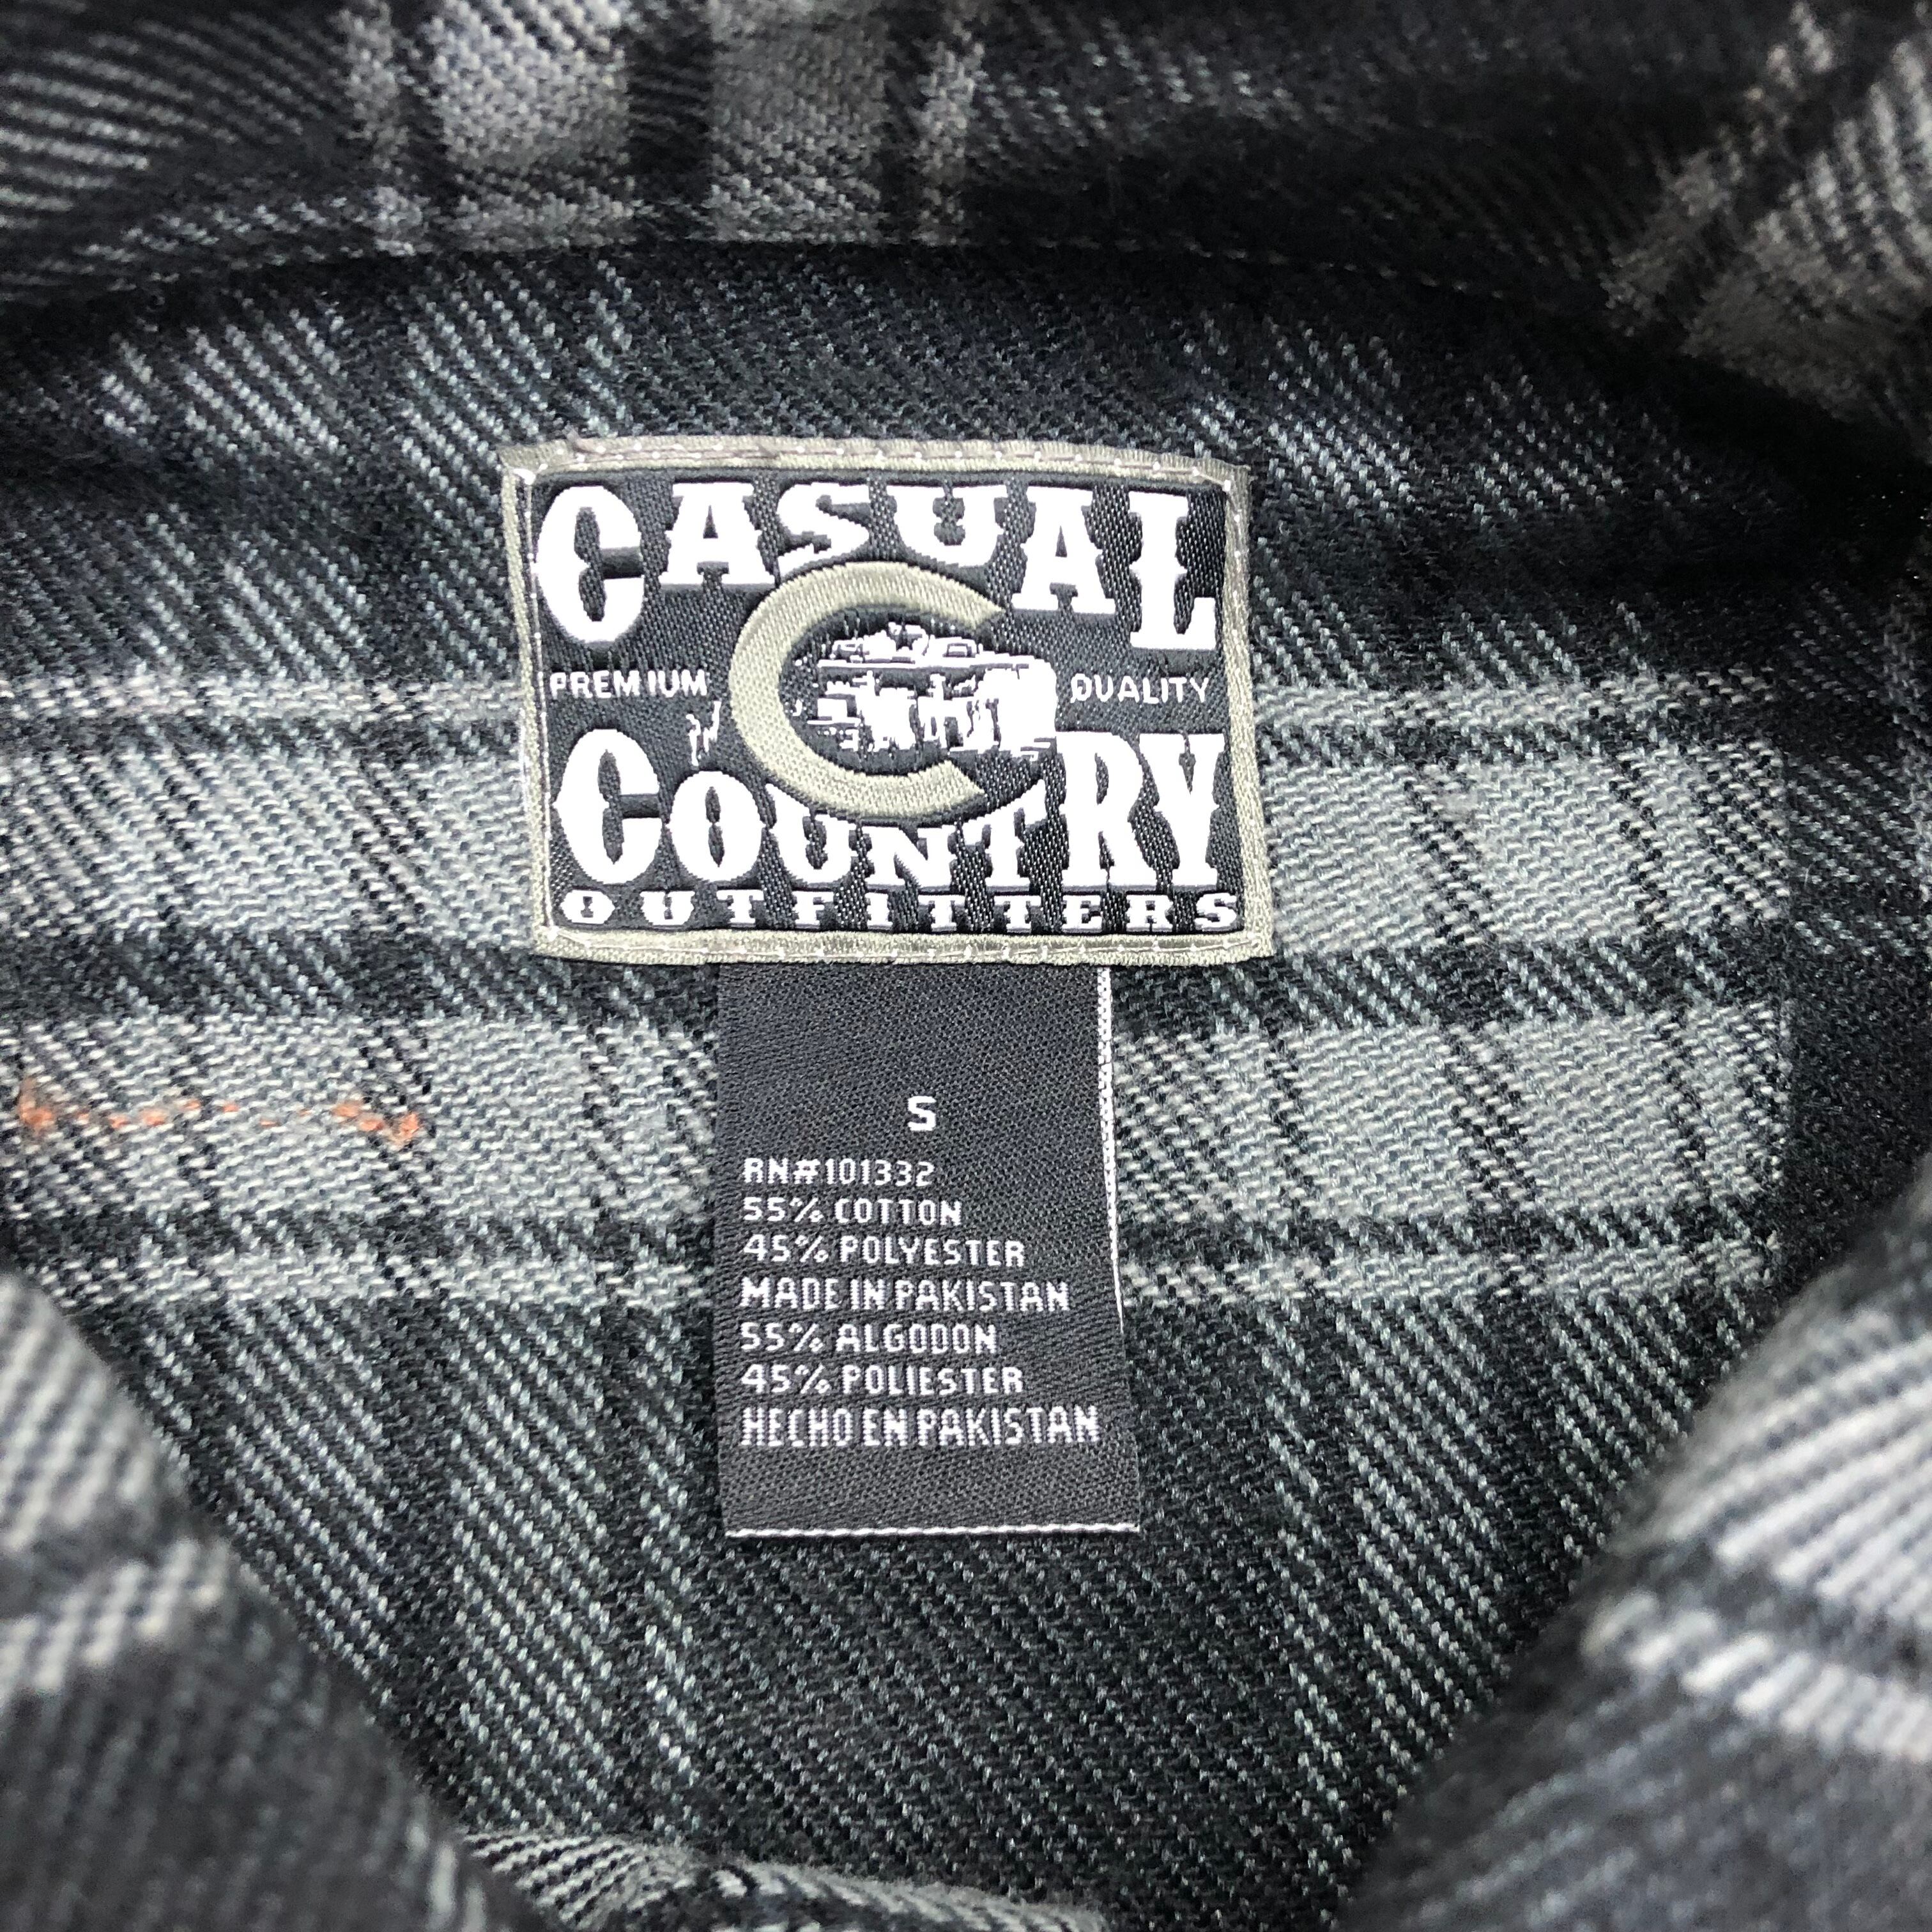 CASUAL
C
PREMIUM QUALITY
COUNTRY
OUTFITTERS
S
RN#101332
55% COTTON
45% POLYESTER
MADE IN PAKISTAN
55% ALGODON
45% POLIESTER
HECHO EN PAKISTAN